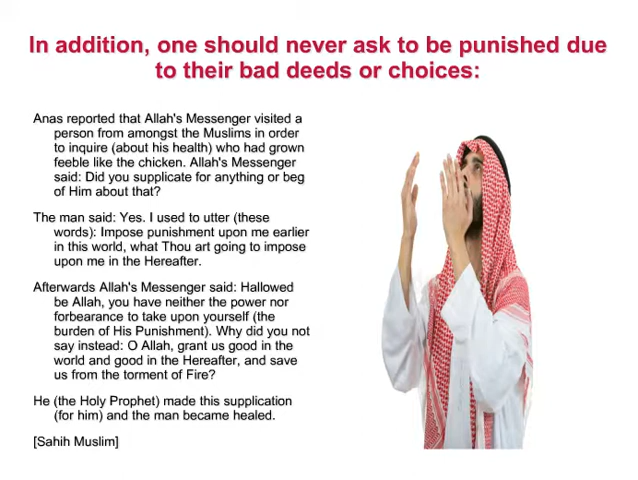 In addition, one should never ask to be punished due
to their bad deeds or choices:
Anas reported that Allah's Messenger visited a
person from amongst the Muslims in order
to inquire (about his health) who had grown
feeble like the chicken. Allah's Messenger
said: Did you supplicate for anything or beg
of Him about that?
The man said: Yes. I used to utter (these
words): Impose punishment upon me earlier
in this world, what Thou art going to impose
upon me in the Hereafter.
Afterwards Allah's Messenger said: Hallowed
be Allah, you have neither the power nor
forbearance to take upon yourself (the
burden of His Punishment). Why did you not
say instead: O Allah, grant us good in the
world and good in the Hereafter, and save
us from the torment of Fire?
He (the Holy Prophet) made this supplication
(for him) and the man became healed.
[Sahih Muslim]